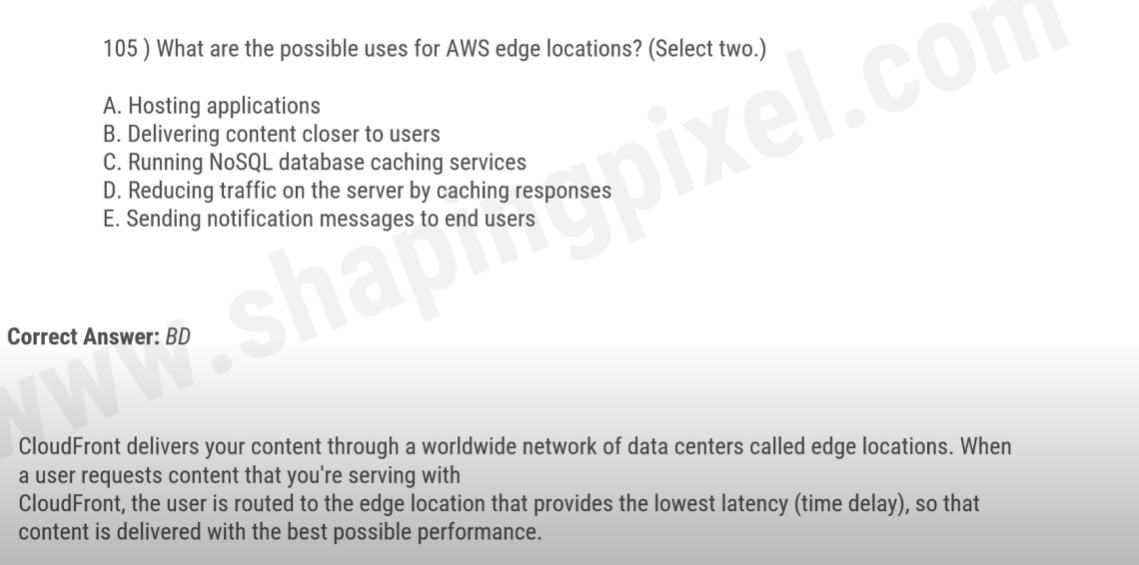 105 ) What are the possible uses for AWS edge locations? (Select two.)
A. Hosting applications
B. Delivering content closer to users
C. Running NoSQL database caching services
D. Reducing traffic on the server by caching responses
E. Sending notification messages to end users
www.shapingpixel.com
Correct Answer: BD
CloudFront delivers your content through a worldwide network of data centers called edge locations. When
a user requests content that you're serving with
CloudFront, the user is routed to the edge location that provides the lowest latency (time delay), so that
content is delivered with the best possible performance.